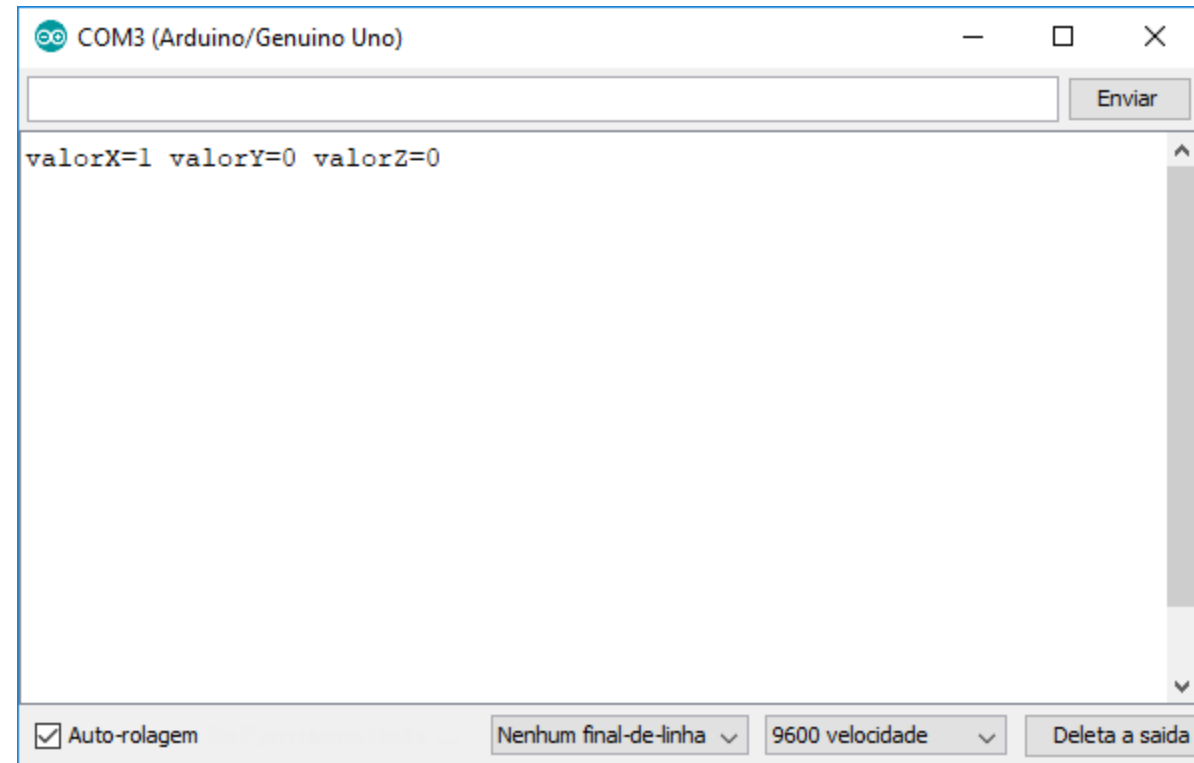 COM3 (Arduino/Genuino Uno)
Enviar
valorX=1 valorY=0 valorZ=0
Auto-rolagem Nenhum final-de-linha 9600 velocidade Deleta a saida